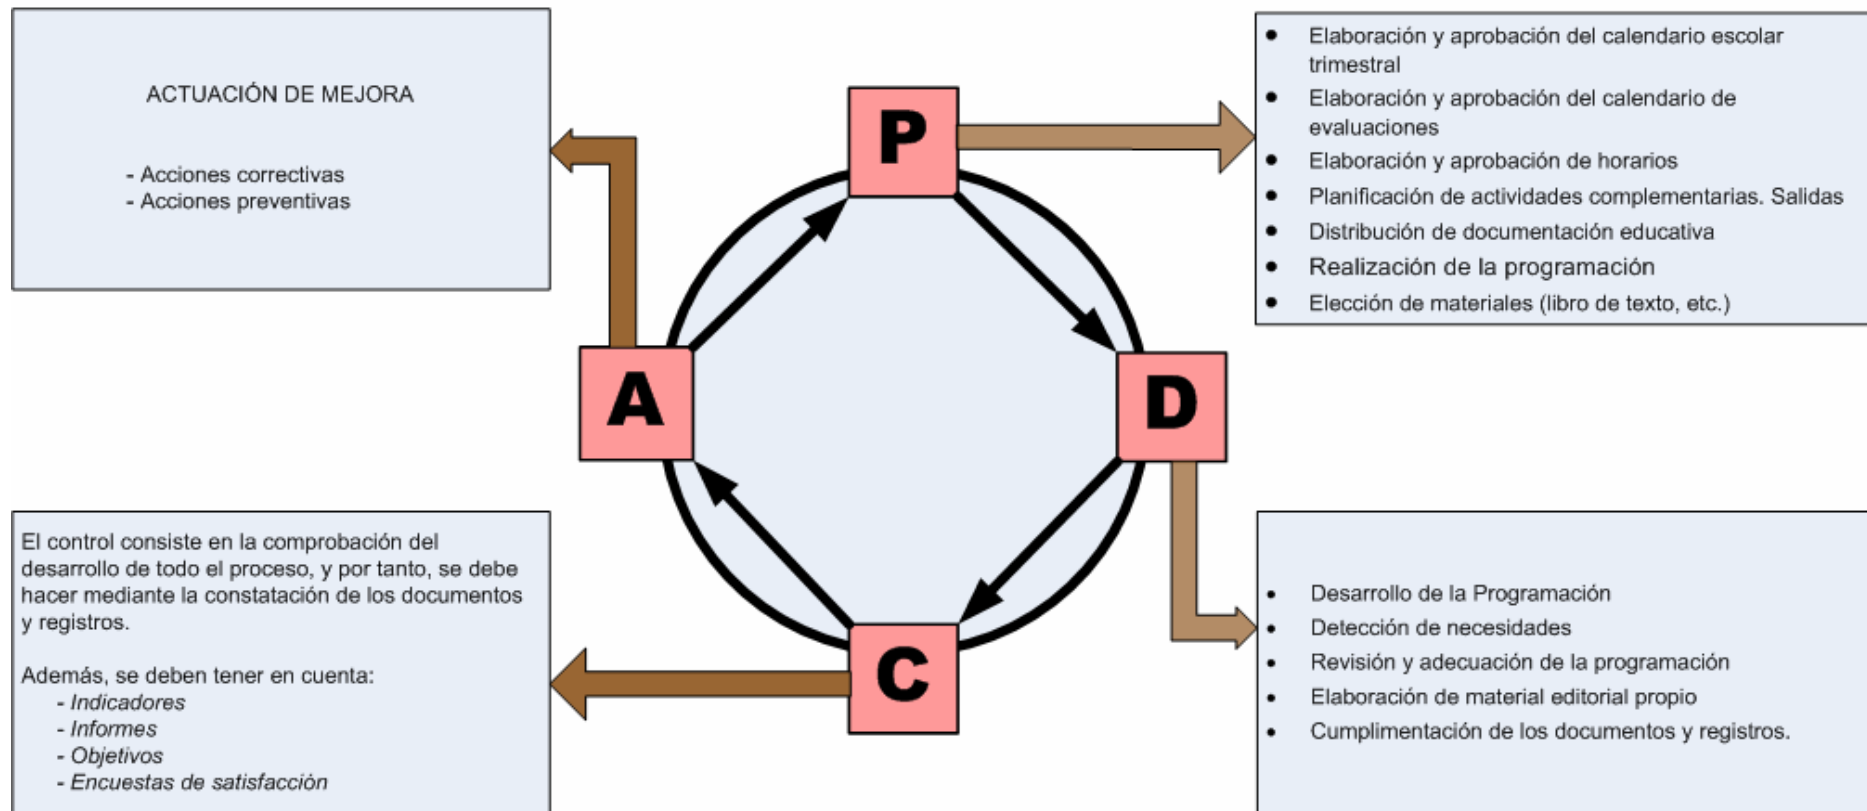 ACTUACIÓN DE MEJORA
- Acciones correctivas
- Acciones preventivas
P
● Elaboración y aprobación del calendario escolar
trimestral
● Elaboración y aprobación del calendario de
evaluaciones
● Elaboración y aprobación de horarios
● Planificación de actividades complementarias. Salidas
● Distribución de documentación educativa
● Realización de la programación
● Elección de materiales (libro de texto, etc.)
A
D
El control consiste en la comprobación del
desarrollo de todo el proceso, y por tanto, se debe
hacer mediante la constatación de los documentos
y registros.
Además, se deben tener en cuenta:
- Indicadores
- Informes
- Objetivos
- Encuestas de satisfacción
C
● Desarrollo de la Programación
● Detección de necesidades
● Revisión y adecuación de la programación
● Elaboración de material editorial propio
● Cumplimentación de los documentos y registros.